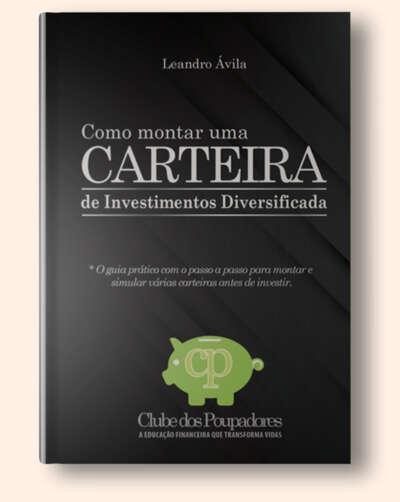 Leandro Ávila
Como montar uma
CARTEIRA
de Investimentos Diversificada
* O guia prático com o passo a passo para montar e
simular várias carteiras antes de investir.
cp
Clube dos Poupadores
A EDUCAÇÃO FINANCEIRA QUE TRANSFORMA VIDAS